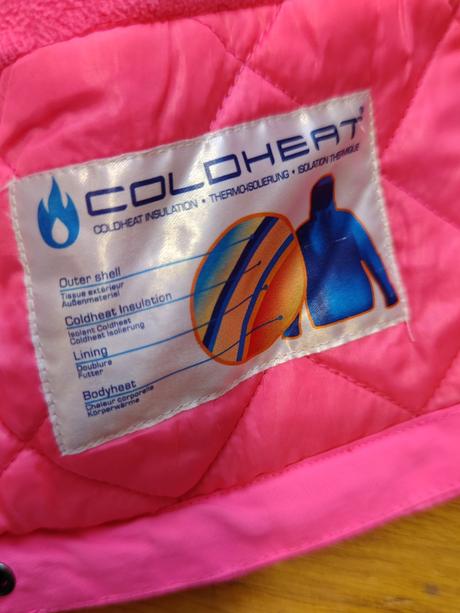 COLDHEAT
COLDHEAT INSULATION • THERMO-ISOLIERUNG • ISOLATION THERMIQUE
Outer shell
Tissue extérieur
Außenmaterial
Coldheat Insulation
Isolant Coldheat
Coldheat Isolierung
Lining
Doublure
Futter
Bodyheat
Chaleur corporelle
Körperwärme